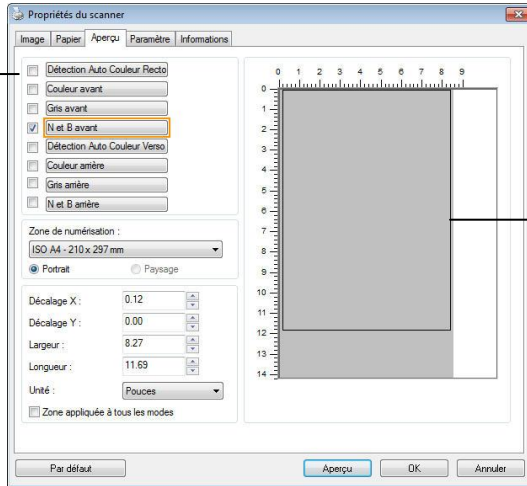 Propriétés du scanner
Image Papier Aperçu Paramètre Informations
Détection Auto Couleur Recto
Couleur avant
Gris avant
N et B avant
Détection Auto Couleur Verso
Couleur arrière
Gris arrière
N et B arrière
Zone de numérisation :
ISO A4 - 210 x 297 mm
Portrait Paysage
Décalage X : 0.12
Décalage Y : 0.00
Largeur : 8.27
Longueur : 11.69
Unité : Pouces
Zone appliquée à tous les modes
0 1 2 3 4 5 6 7 8 9
0
1
2
3
4
5
6
7
8
9
10
11
12
13
14
Par défaut Aperçu OK Annuler